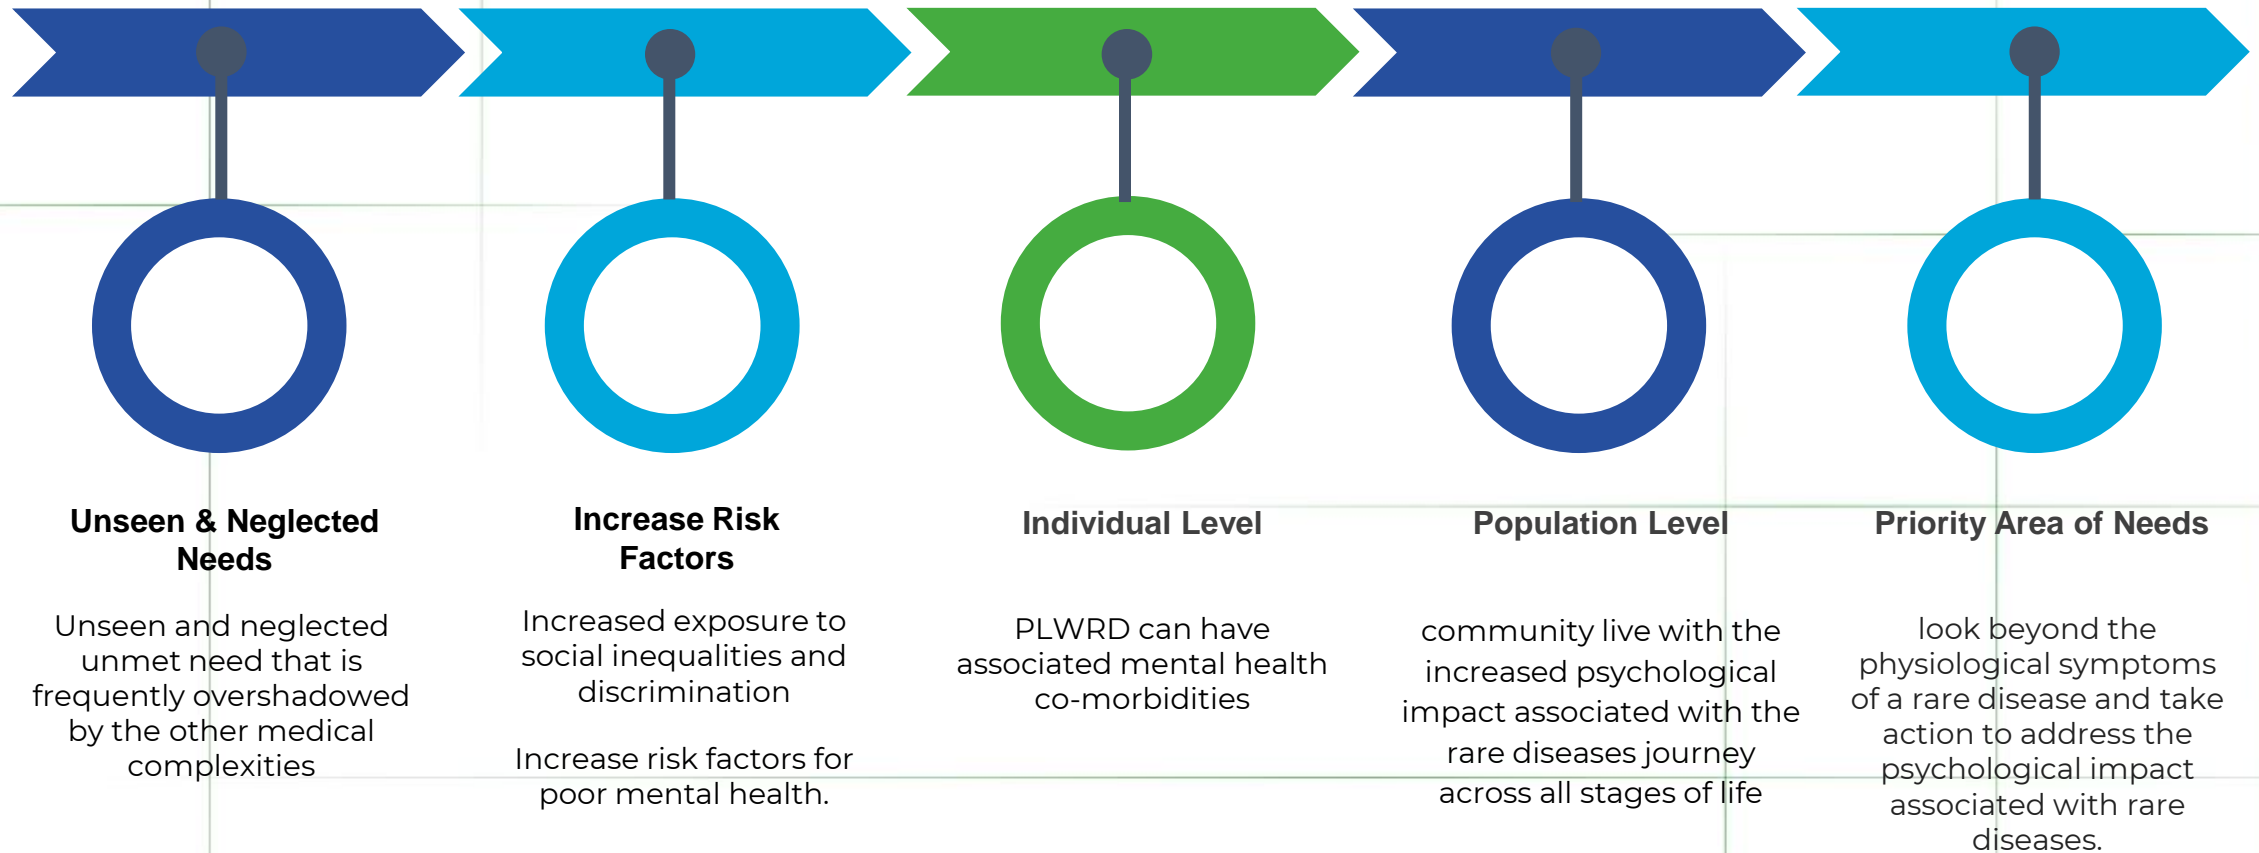 Unseen & Neglected
Needs
Unseen and neglected
unmet need that is
frequently overshadowed
by the other medical
complexities
Increase Risk
Factors
Increased exposure to
social inequalities and
discrimination
Increase risk factors for
poor mental health.
Individual Level
PLWRD can have
associated mental health
co-morbidities
Population Level
community live with the
increased psychological
impact associated with the
rare diseases journey
across all stages of life
Priority Area of Needs
look beyond the
physiological symptoms
of a rare disease and take
action to address the
psychological impact
associated with rare
diseases.